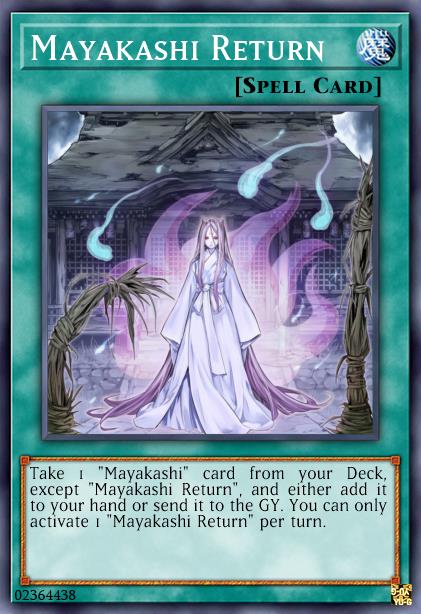 Mayakashi Return
魔
[Spell Card]
Take 1 "Mayakashi" card from your Deck,
except "Mayakashi Return", and either add it
to your hand or send it to the GY. You can only
activate 1 "Mayakashi Return" per turn.
02364438